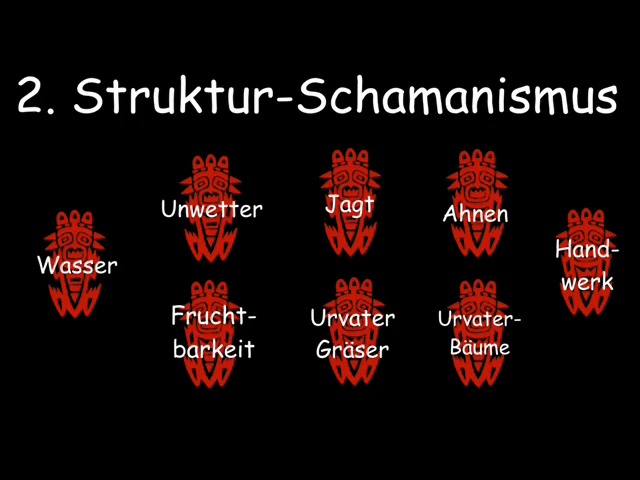 2. Struktur-Schamanismus
Unwetter
Jagt
Ahnen
Wasser
Hand-
werk
Frucht-
barkeit
Urvater
Gräser
Urvater-
Bäume